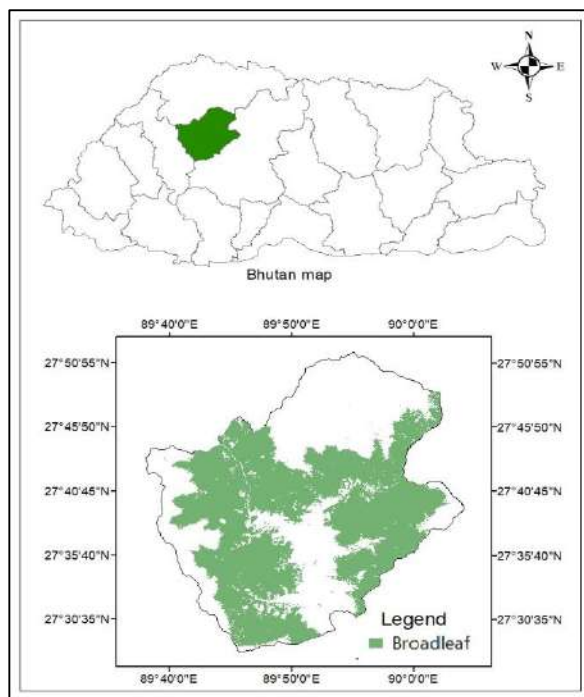 N
W E
S
Bhutan map
89°40'0"E 89°50'0"E 90°0'0"E
27°50'55"N 27°50'55"N
27°45'50"N 27°45'50"N
27°40'45"N 27°40'45"N
27°35'40"N 27°35'40"N
27°30'35"N 27°30'35"N
Legend
Broadleaf
89°40'0"E 89°50'0"E 90°0'0"E